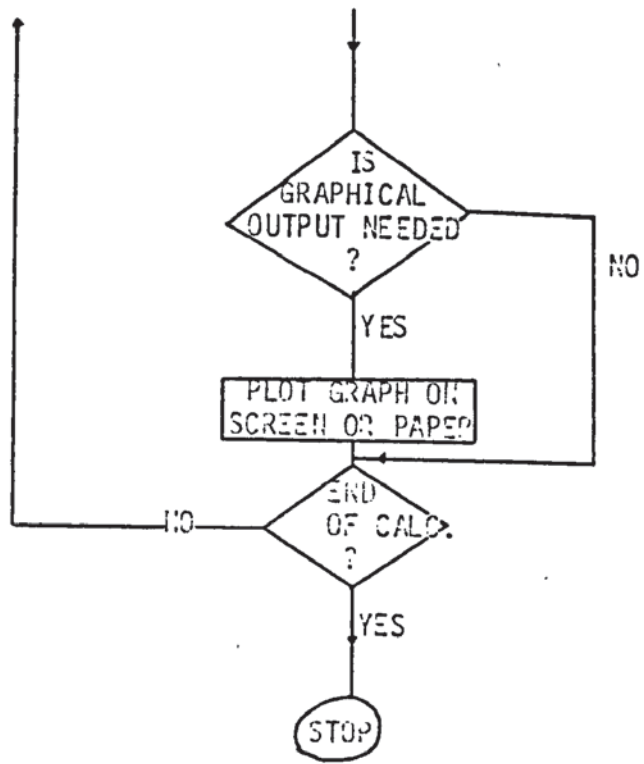 IS
GRAPHICAL
OUTPUT NEEDED
?
NO
YES
PLOT GRAPH ON
SCREEN OR PAPER
END
OF CALC.
?
NO
YES
STOP